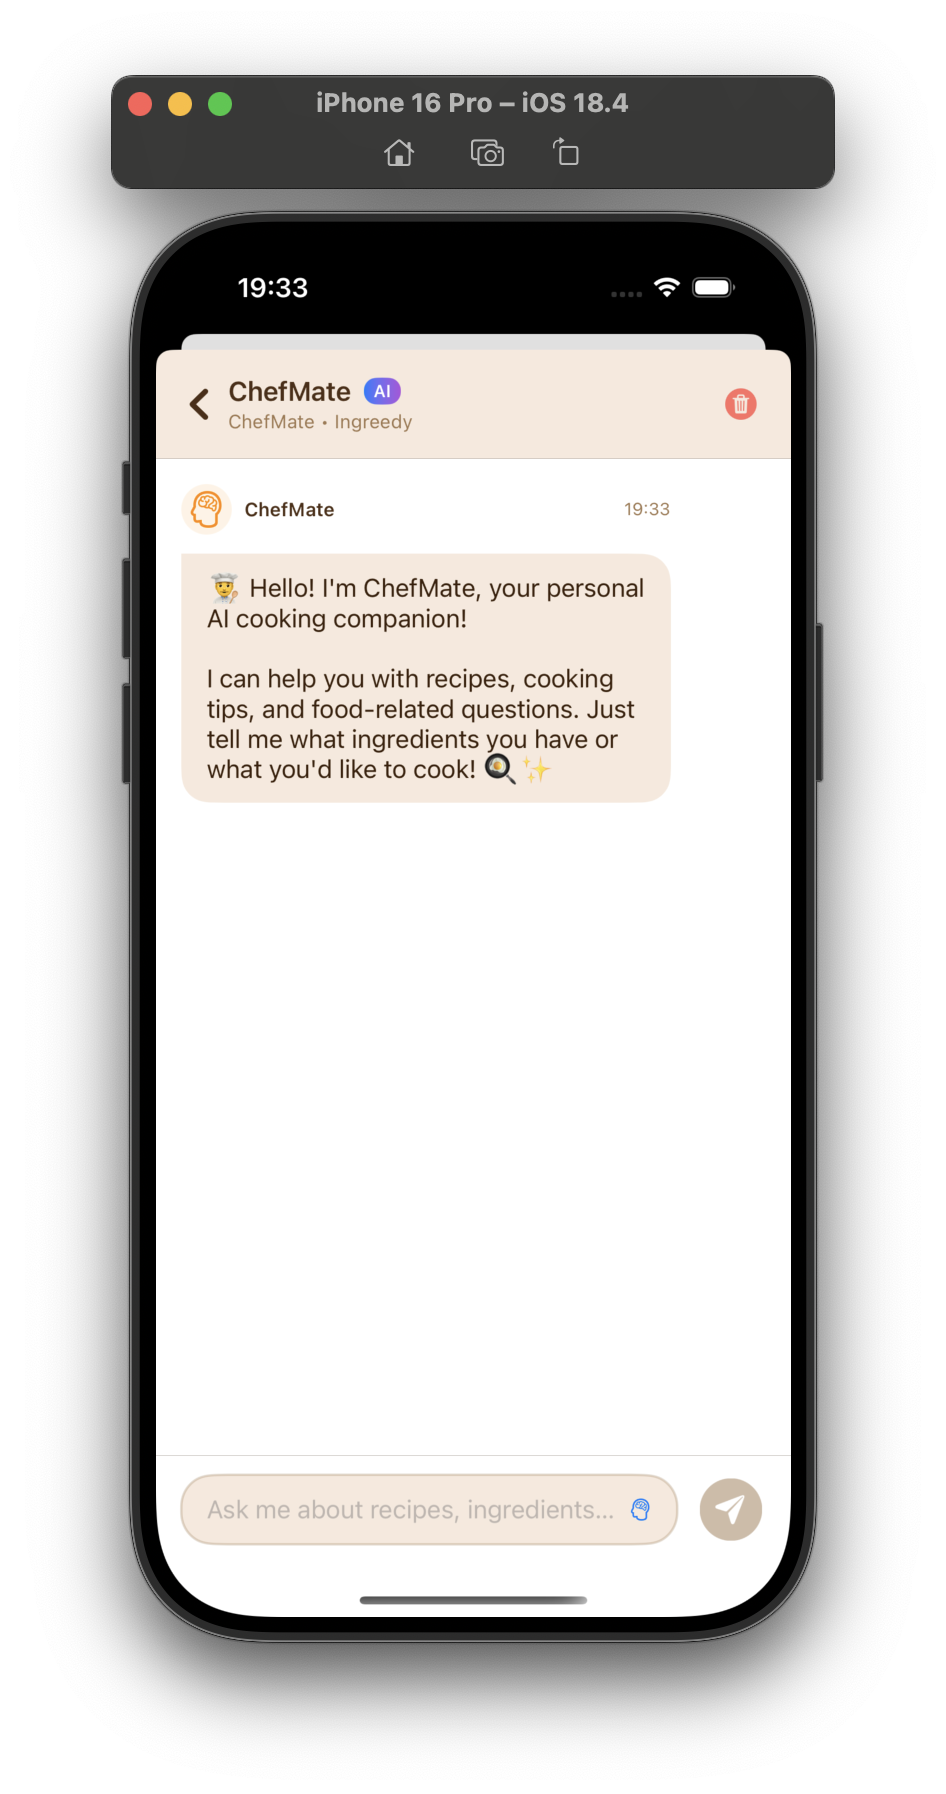 iPhone 16 Pro – iOS 18.4
19:33
ChefMate AI
ChefMate • Ingreedy
ChefMate 19:33
👨‍🍳 Hello! I'm ChefMate, your personal
AI cooking companion!
I can help you with recipes, cooking
tips, and food-related questions. Just
tell me what ingredients you have or
what you'd like to cook! 🍳✨
Ask me about recipes, ingredients...